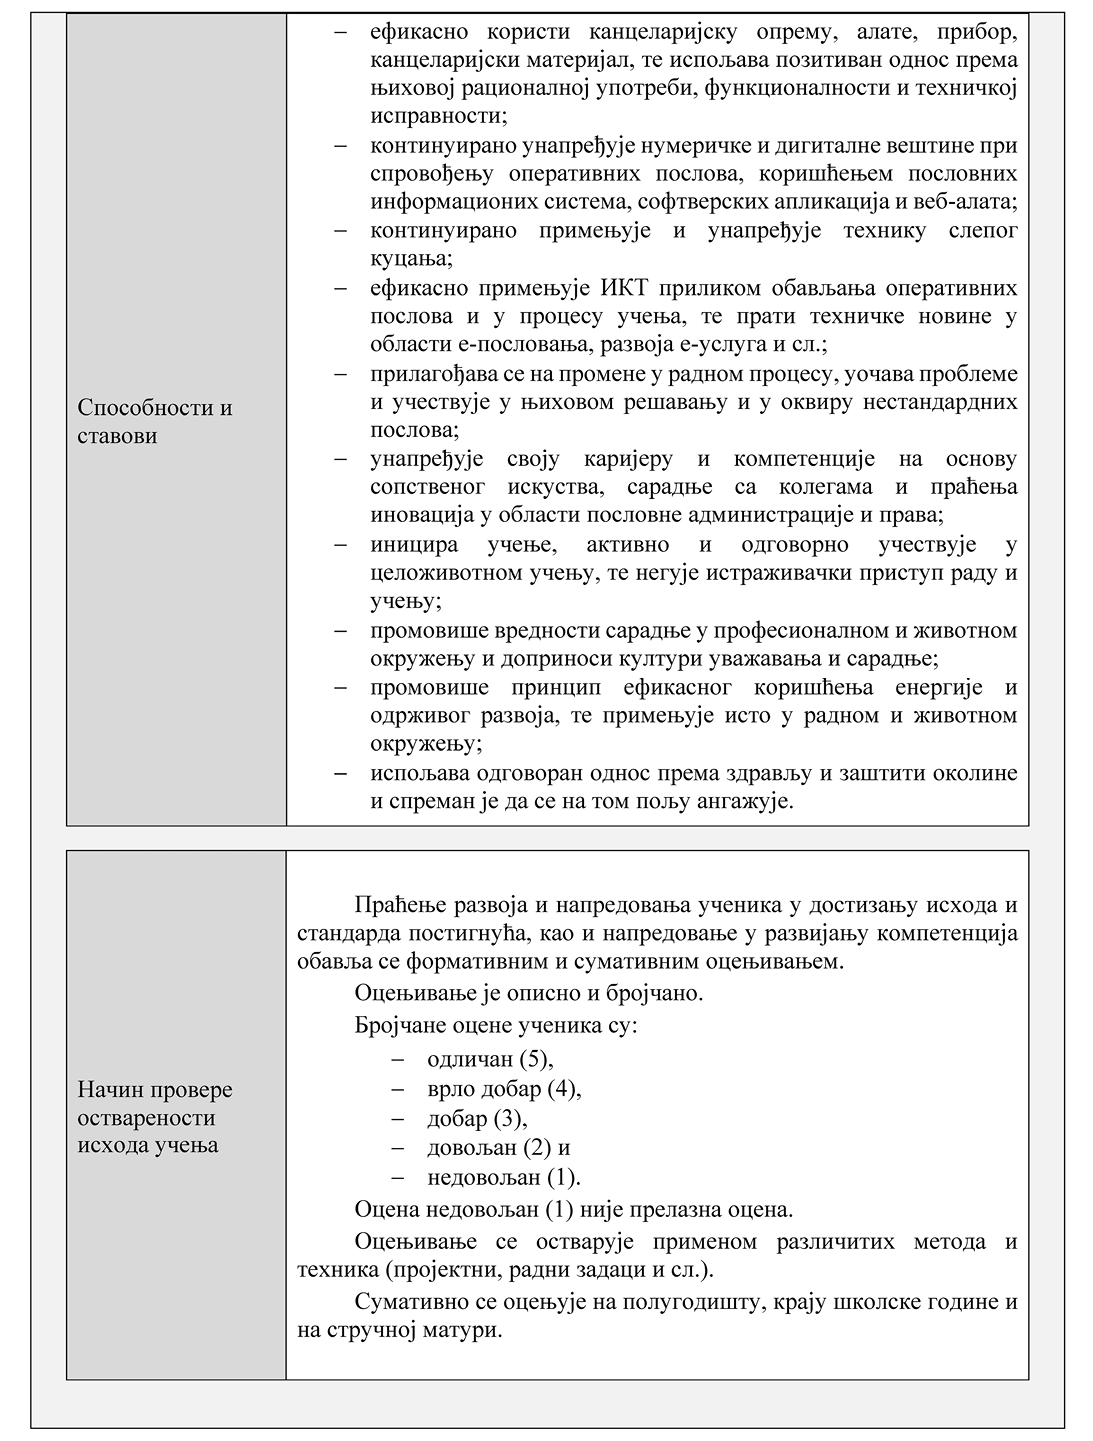 Способности и
ставови
– ефикасно користи канцеларијску опрему, алате, прибор,
канцеларијски материјал, те испољава позитиван однос према
њиховој рационалној употреби, функционалности и техничкој
исправности;
– континуирано унапређује нумеричке и дигиталне вештине при
спровођењу оперативних послова, коришћењем пословних
информационих система, софтверских апликација и веб-алата;
– континуирано примењује и унапређује технику слепог
куцања;
– ефикасно примењује ИКТ приликом обављања оперативних
послова и у процесу учења, те прати техничке новине у
области е-пословања, развоја е-услуга и сл.;
– прилагођава се на промене у радном процесу, уочава проблеме
и учествује у њиховом решавању и у оквиру нестандардних
послова;
– унапређује своју каријеру и компетенције на основу
сопственог искуства, сарадње са колегама и праћења
иновација у области пословне администрације и права;
– иницира учење, активно и одговорно учествује у
целоживотном учењу, те негује истраживачки приступ раду и
учењу;
– промовише вредности сарадње у професионалном и животном
окружењу и доприноси култури уважавања и сарадње;
– промовише принцип ефикасног коришћења енергије и
одрживог развоја, те примењује исто у радном и животном
окружењу;
– испољава одговоран однос према здрављу и заштити околине
и спреман је да се на том пољу ангажује.
Начин провере
остварености
исхода учења
Праћење развоја и напредовања ученика у достизању исхода и
стандарда постигнућа, као и напредовање у развијању компетенција
обавља се формативним и сумативним оцењивањем.
Оцењивање је описно и бројчано.
Бројчане оцене ученика су:
– одличан (5),
– врло добар (4),
– добар (3),
– довољан (2) и
– недовољан (1).
Оцена недовољан (1) није прелазна оцена.
Оцењивање се остварује применом различитих метода и
техника (пројектни, радни задаци и сл.).
Сумативно се оцењује на полугодишту, крају школске године и
на стручној матури.